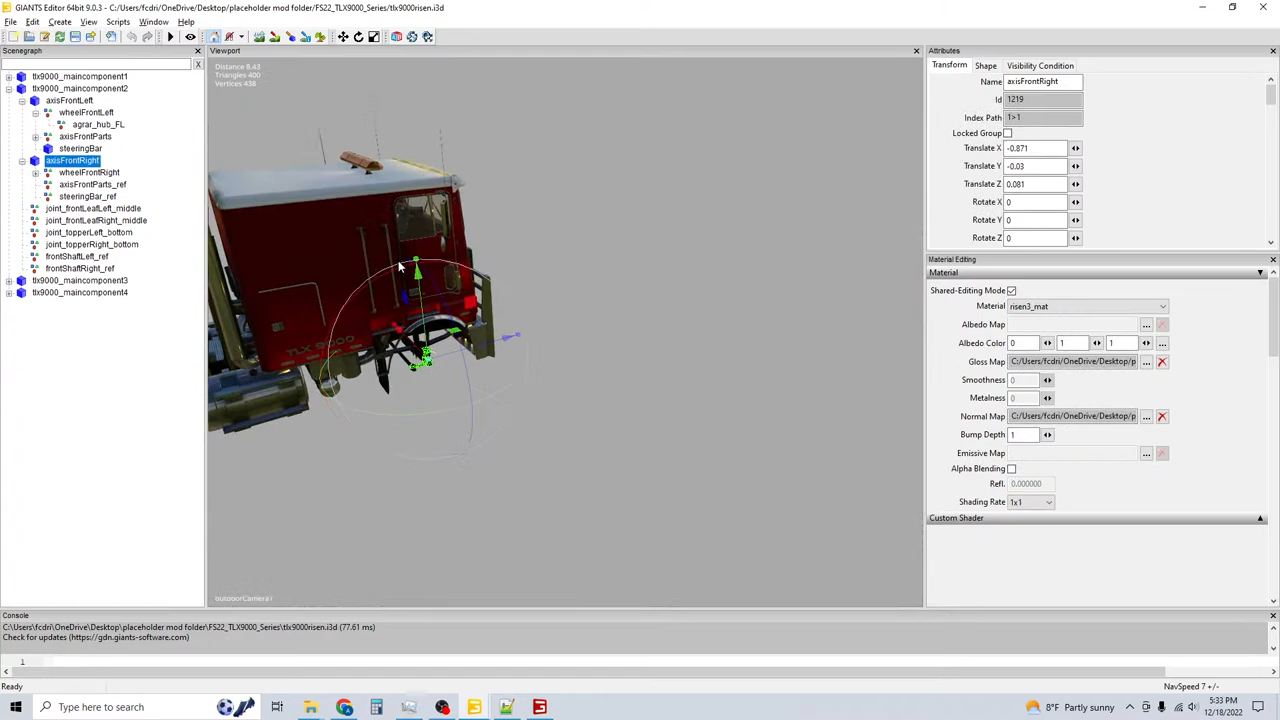 GIANTS Editor 64bit 9.0.3 - C:/Users/fcdri/OneDrive/Desktop/placeholder mod folder/FS22_TLX9000_Series/tlx9000risen.i3d
File Edit Create View Scripts Window Help
Scenegraph
X
tlx9000_maincomponent1
tlx9000_maincomponent2
axisFrontLeft
wheelFrontLeft
agrar_hub_FL
axisFrontParts
steeringBar
axisFrontRight
wheelFrontRight
axisFrontParts_ref
steeringBar_ref
joint_frontLeafLeft_middle
joint_frontLeafRight_middle
joint_topperLeft_bottom
joint_topperRight_bottom
frontShaftLeft_ref
frontShaftRight_ref
tlx9000_maincomponent3
tlx9000_maincomponent4
Viewport
Distance 8.43
Triangles 400
Vertices 438
TLX 9000
outdoorCamera1
Attributes
Transform Shape Visibility Condition
Name axisFrontRight
Id 1219
Index Path 1>1
Locked Group
Translate X -0.871
Translate Y -0.03
Translate Z 0.081
Rotate X 0
Rotate Y 0
Rotate Z 0
Material Editing
Material
Shared-Editing Mode
Material risen3_mat
Albedo Map ...
Albedo Color 0 1 1 ...
Gloss Map C:/Users/fcdri/OneDrive/Desktop/p ...
Smoothness 0
Metalness 0
Normal Map C:/Users/fcdri/OneDrive/Desktop/p ...
Bump Depth 1
Emissive Map ...
Alpha Blending
Refl. 0.000000
Shading Rate 1x1
Custom Shader
Console
C:\Users\fcdri\OneDrive\Desktop\placeholder mod folder\FS22_TLX9000_Series\tlx9000risen.i3d (77.61 ms)
Check for updates (https://gdn.giants-software.com)
1
Ready
NavSpeed 7 +/-
Type here to search
8°F Partly sunny
5:33 PM
12/18/2022